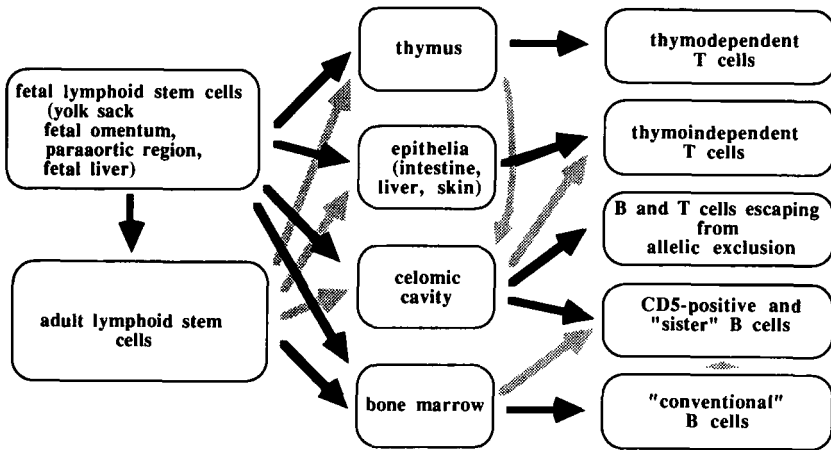 fetal lymphoid stem cells
(yolk sack
fetal omentum,
paraaortic region,
fetal liver)
adult lymphoid stem
cells
thymus
epithelia
(intestine,
liver, skin)
celomic
cavity
bone marrow
thymodependent
T cells
thymoindependent
T cells
B and T cells escaping
from
allelic exclusion
CD5-positive and
"sister" B cells
"conventional"
B cells